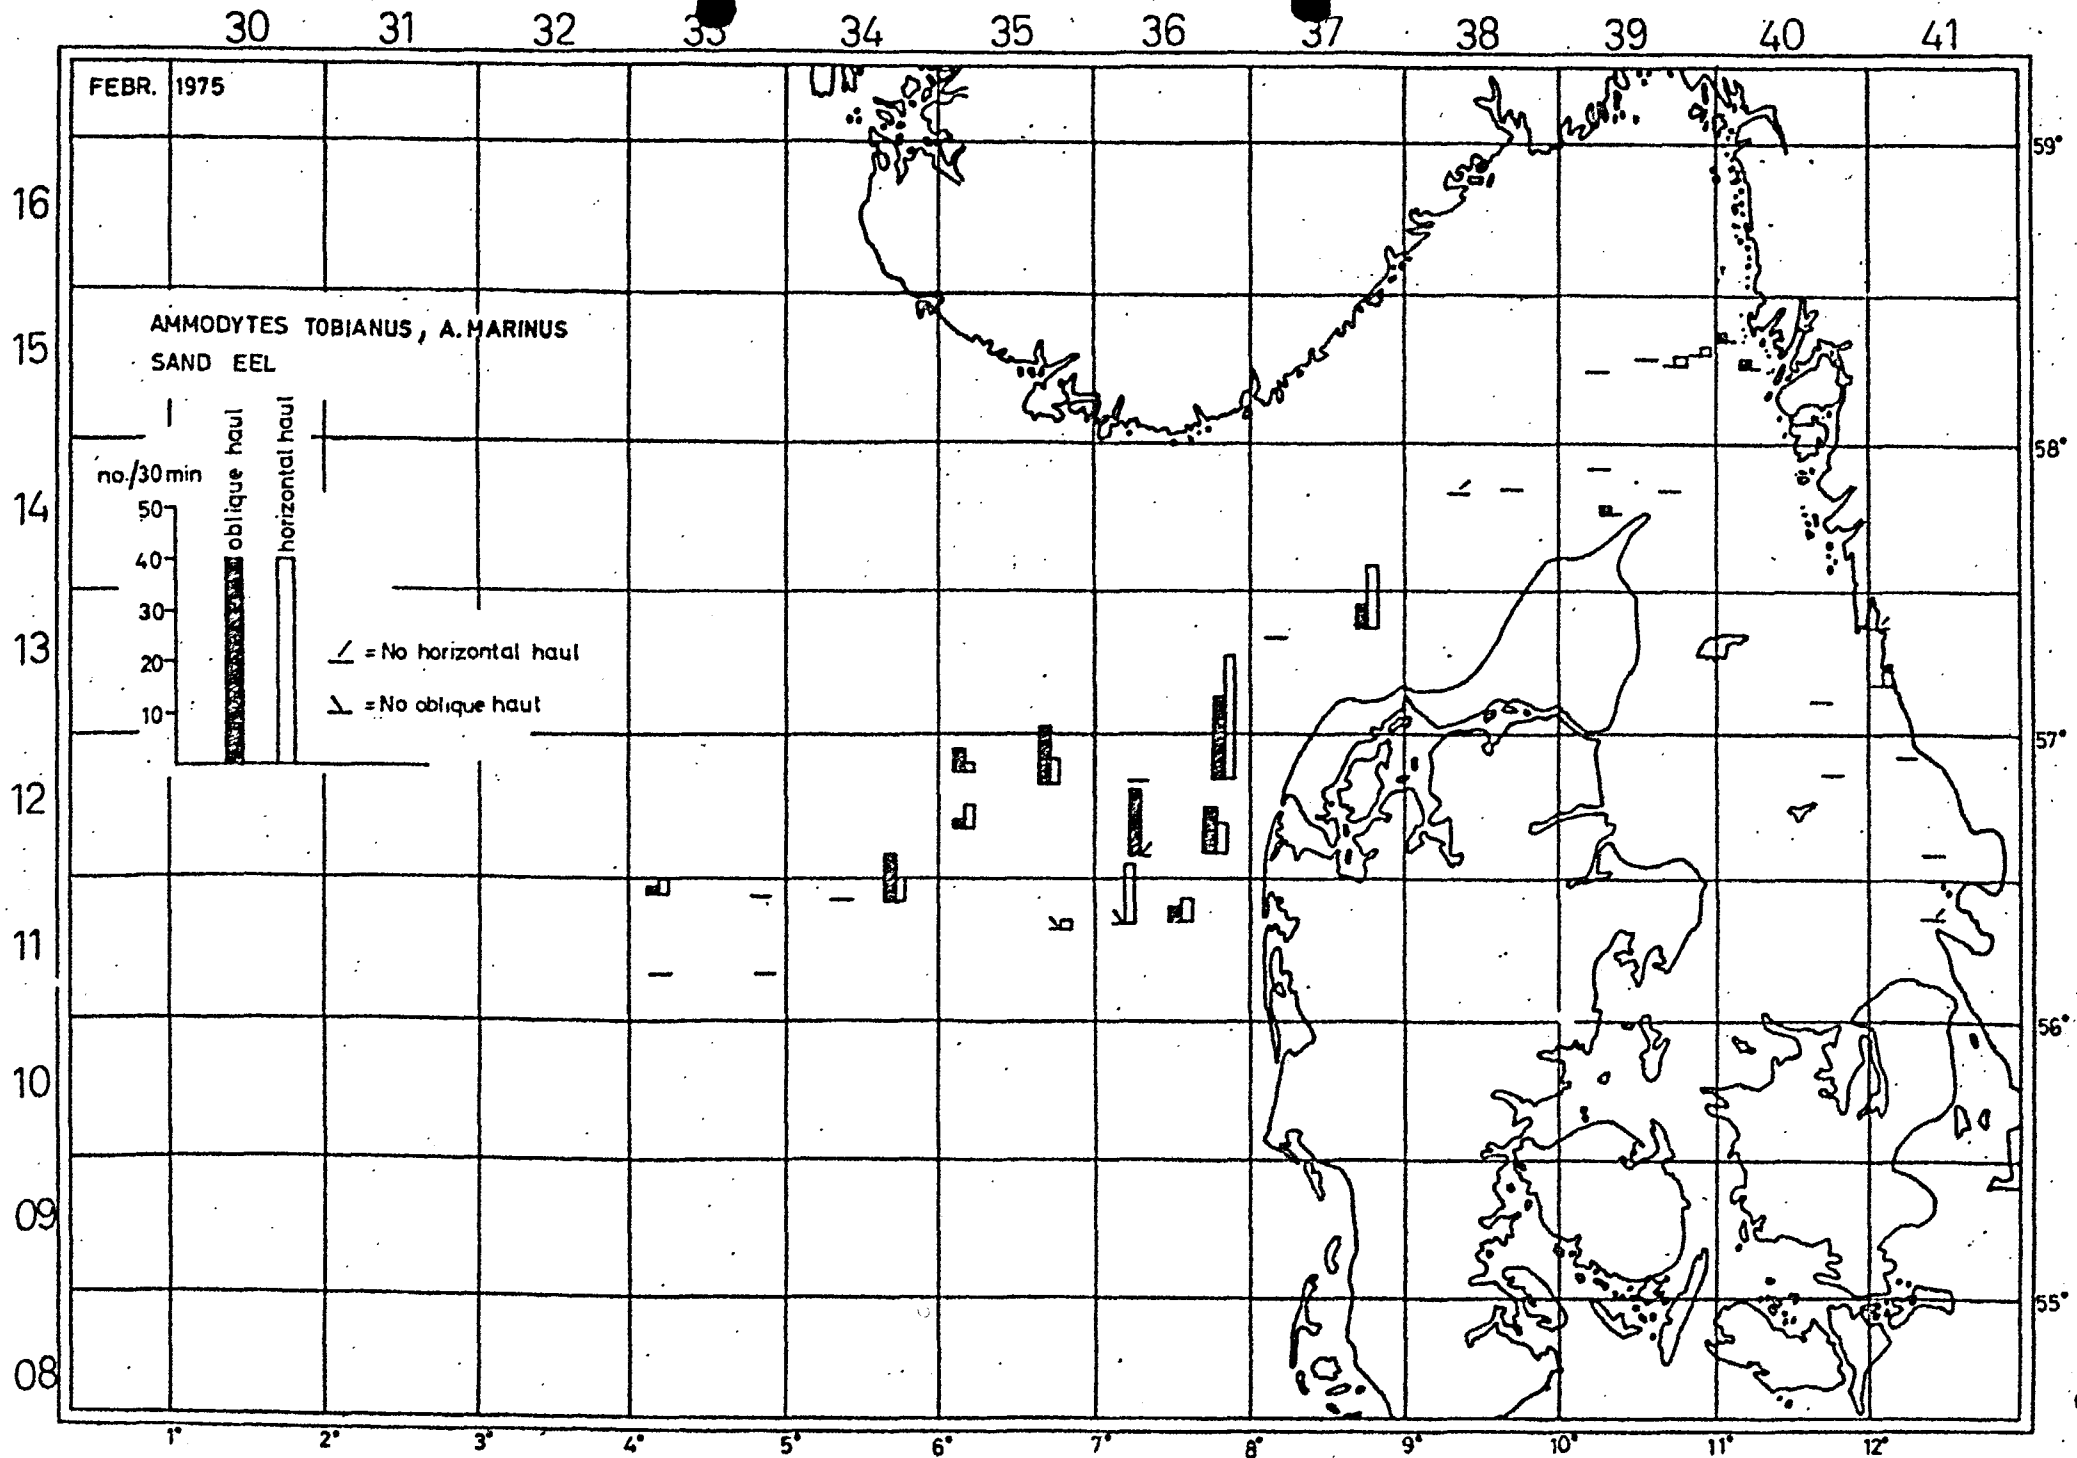 30 31 32 33 34 35 36 37 38 39 40 41
FEBR. 1975
59°
16
AMMODYTES TOBIANUS, A. MARINUS
15
SAND EEL
58°
no./30 min
oblique haul
horizontal haul
14
50
40
30
13
= No horizontal haul
20
= No oblique haul
10
57°
12
11
56°
10
09
55°
08
1° 2° 3° 4° 5° 6° 7° 8° 9° 10° 11° 12°